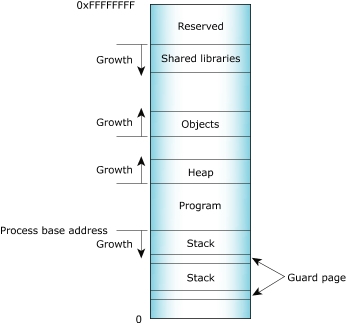 0xFFFFFFFF
Reserved
Growth
Shared libraries
Growth
Objects
Growth
Heap
Program
Process base address
Growth
Stack
Stack
Guard page
0